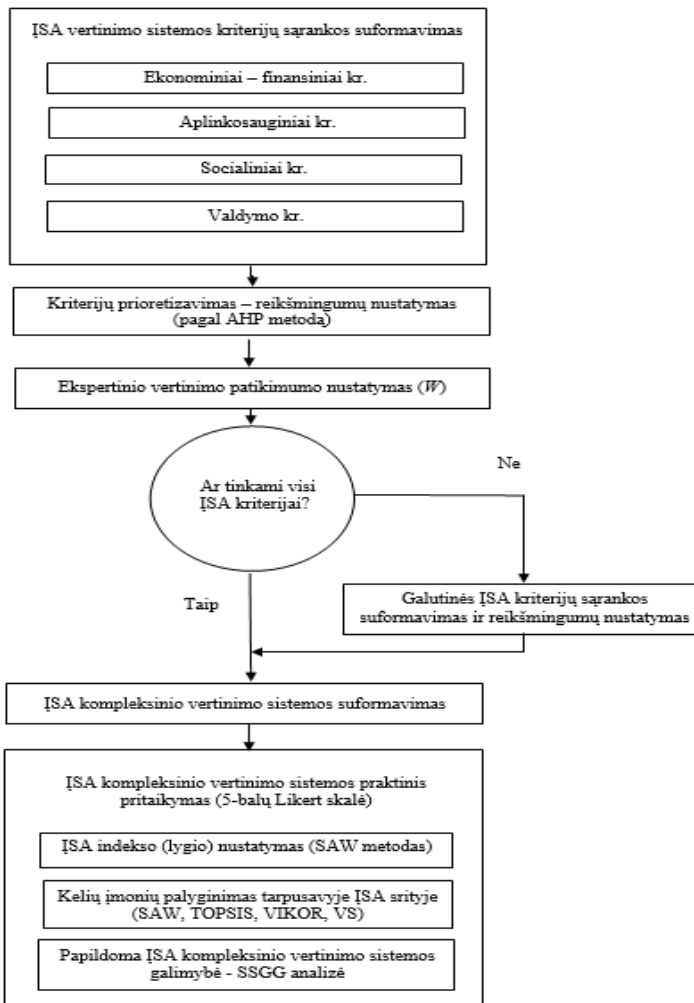 ĮSA vertinimo sistemos kriterijų sąrankos suformavimas
Ekonominiai – finansiniai kr.
Aplinkosauginiai kr.
Socialiniai kr.
Valdymo kr.
Kriterijų prioretizavimas – reikšmingumų nustatymas
(pagal AHP metodą)
Ekspertinio vertinimo patikimumo nustatymas (W)
Ar tinkami visi
ĮSA kriterijai?
Ne
Taip
Galutinės ĮSA kriterijų sąrankos
suformavimas ir reikšmingumų nustatymas
ĮSA kompleksinio vertinimo sistemos suformavimas
ĮSA kompleksinio vertinimo sistemos praktinis
pritaikymas (5-balų Likert skalė)
ĮSA indekso (lygio) nustatymas (SAW metodas)
Kelių įmonių palyginimas tarpusavyje ĮSA srityje
(SAW, TOPSIS, VIKOR, VS)
Papildoma ĮSA kompleksinio vertinimo sistemos
galimybė - SSGG analizė